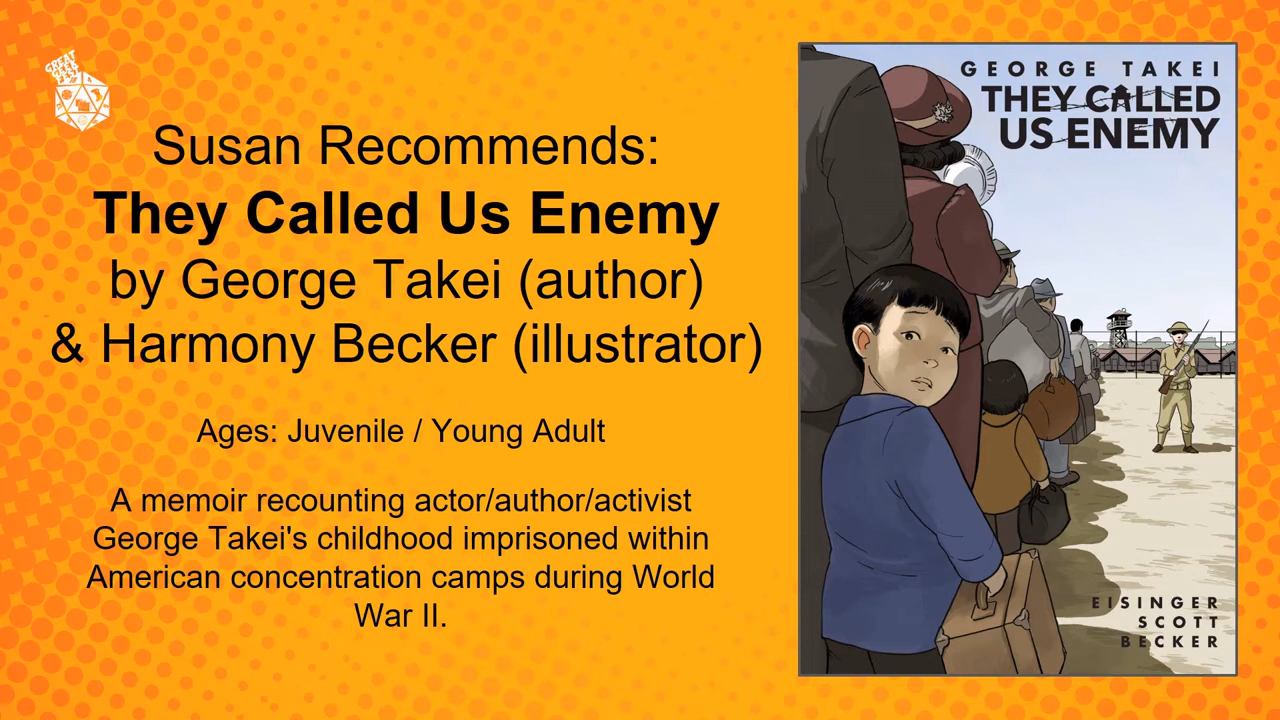 GREAT
GEEK
Susan Recommends:
They Called Us Enemy
by George Takei (author)
& Harmony Becker (illustrator)
Ages: Juvenile / Young Adult
A memoir recounting actor/author/activist
George Takei's childhood imprisoned within
American concentration camps during World
War II.
GEORGE TAKEI
THEY CALLED
US ENEMY
EISINGER
SCOTT
BECKER